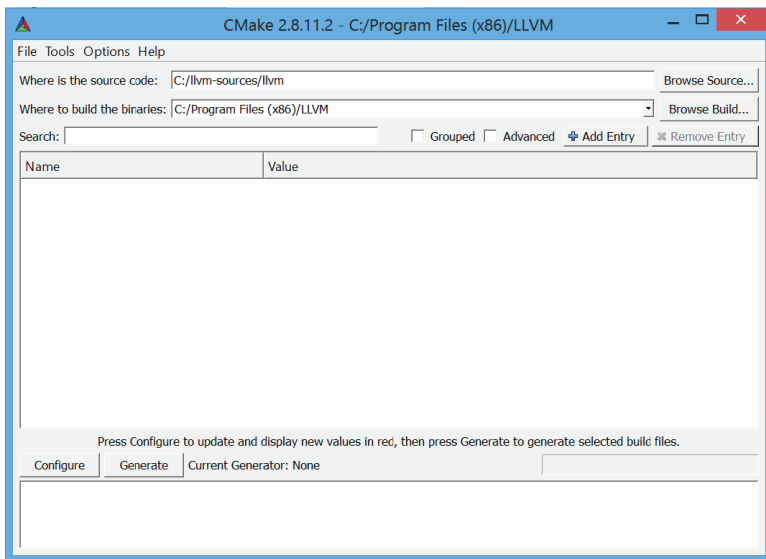 CMake 2.8.11.2 - C:/Program Files (x86)/LLVM
File Tools Options Help
Where is the source code: C:/llvm-sources/llvm Browse Source...
Where to build the binaries: C:/Program Files (x86)/LLVM Browse Build...
Search: Grouped Advanced Add Entry Remove Entry
Name Value
Press Configure to update and display new values in red, then press Generate to generate selected build files.
Configure Generate Current Generator: None